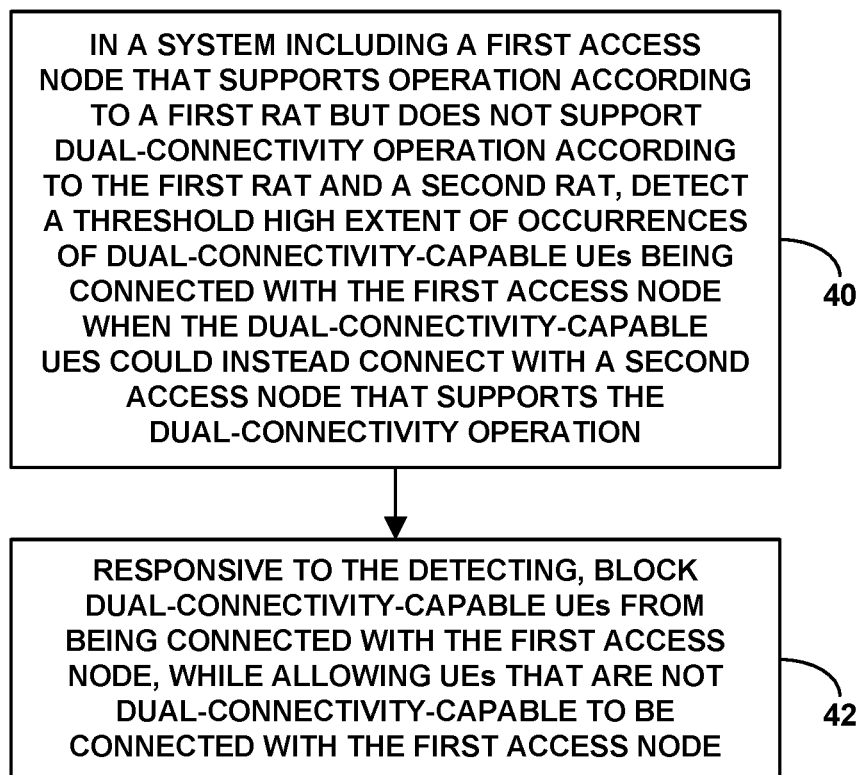 IN A SYSTEM INCLUDING A FIRST ACCESS
NODE THAT SUPPORTS OPERATION ACCORDING
TO A FIRST RAT BUT DOES NOT SUPPORT
DUAL-CONNECTIVITY OPERATION ACCORDING
TO THE FIRST RAT AND A SECOND RAT, DETECT
A THRESHOLD HIGH EXTENT OF OCCURRENCES
OF DUAL-CONNECTIVITY-CAPABLE UEs BEING
CONNECTED WITH THE FIRST ACCESS NODE
WHEN THE DUAL-CONNECTIVITY-CAPABLE
UES COULD INSTEAD CONNECT WITH A SECOND
ACCESS NODE THAT SUPPORTS THE
DUAL-CONNECTIVITY OPERATION
40
RESPONSIVE TO THE DETECTING, BLOCK
DUAL-CONNECTIVITY-CAPABLE UEs FROM
BEING CONNECTED WITH THE FIRST ACCESS
NODE, WHILE ALLOWING UEs THAT ARE NOT
DUAL-CONNECTIVITY-CAPABLE TO BE
CONNECTED WITH THE FIRST ACCESS NODE
42